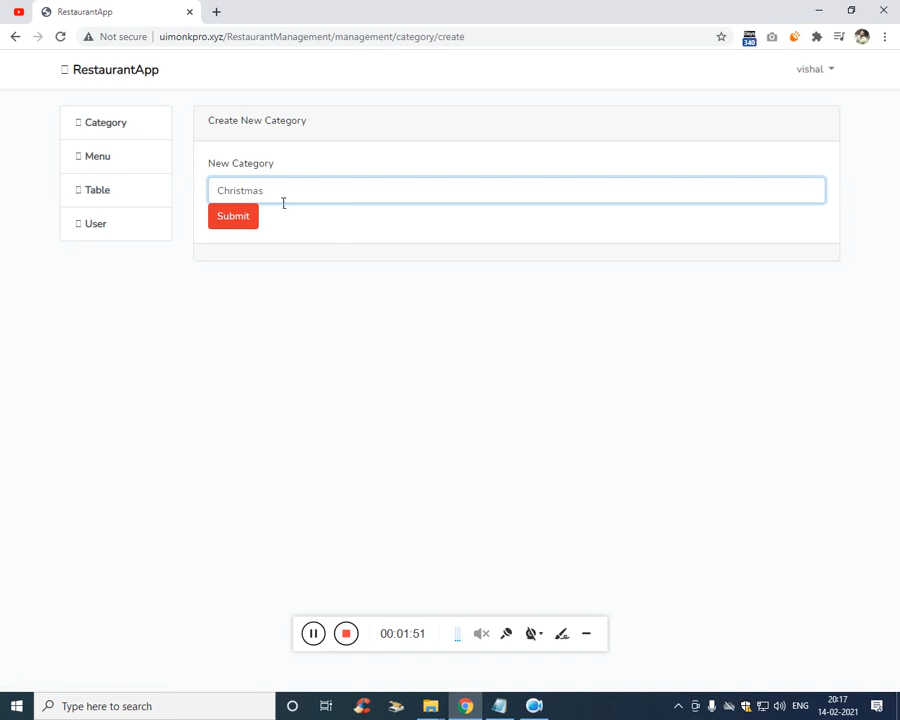 RestaurantApp
Not secure
uimonkpro.xyz/RestaurantManagement/management/category/create
340
RestaurantApp
vishal
Category
Menu
Table
User
Create New Category
New Category
Christmas
Submit
00:01:51
Type here to search
ENG
20:17
14-02-2021